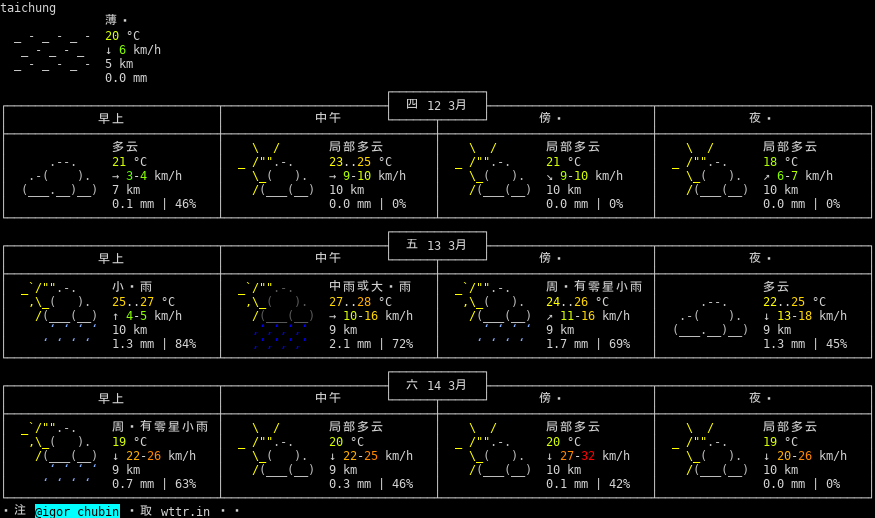 taichung
薄・
20 °C
↓ 6 km/h
5 km
0.0 mm
四 12 3月
早上 中午 傍・ 夜・
多云 局部多云 局部多云 局部多云
21 °C 23..25 °C 21 °C 18 °C
→ 3-4 km/h → 9-10 km/h ↘ 9-10 km/h ↗ 6-7 km/h
7 km 10 km 10 km 10 km
0.1 mm | 46% 0.0 mm | 0% 0.0 mm | 0% 0.0 mm | 0%
五 13 3月
早上 中午 傍・ 夜・
小・雨 中雨或大・雨 周・有零星小雨 多云
25..27 °C 27..28 °C 24..26 °C 22..25 °C
↑ 4-5 km/h → 10-16 km/h ↗ 11-16 km/h ↓ 13-18 km/h
10 km 9 km 9 km 9 km
1.3 mm | 84% 2.1 mm | 72% 1.7 mm | 69% 1.3 mm | 45%
六 14 3月
早上 中午 傍・ 夜・
周・有零星小雨 局部多云 局部多云 局部多云
19 °C 20 °C 20 °C 19 °C
↓ 22-26 km/h ↓ 22-25 km/h ↓ 27-32 km/h ↓ 20-26 km/h
9 km 9 km 10 km 10 km
0.7 mm | 63% 0.3 mm | 46% 0.1 mm | 42% 0.0 mm | 0%
・注 @igor_chubin ・取 wttr.in ・・